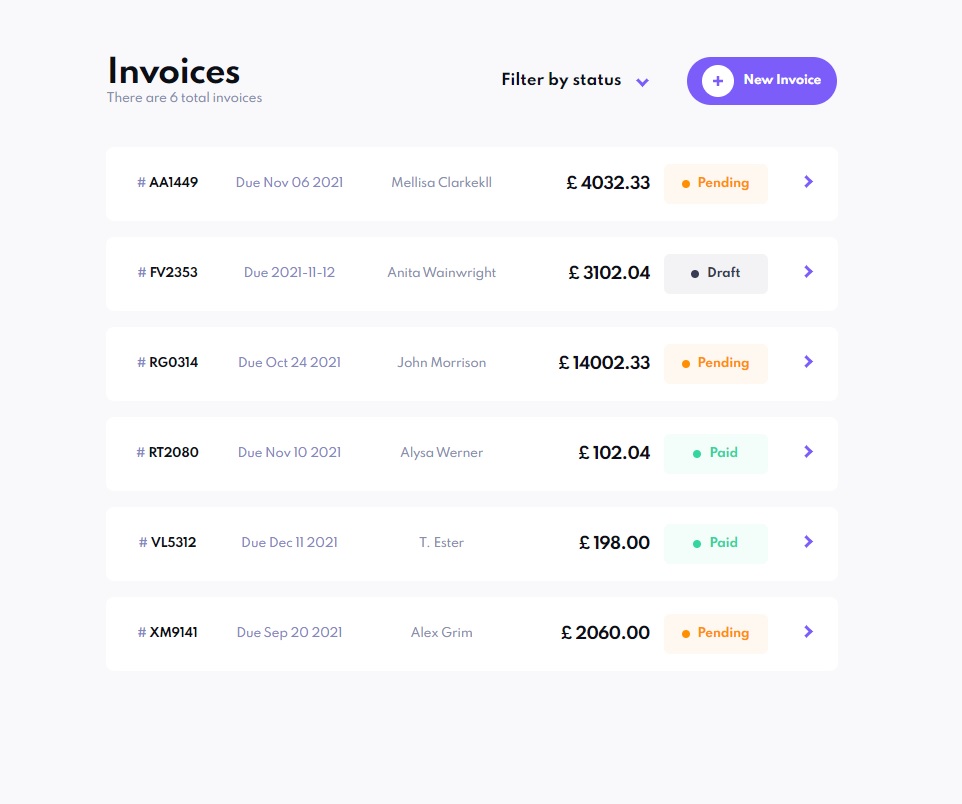 Invoices
There are 6 total invoices
Filter by status
New Invoice
# AA1449 Due Nov 06 2021 Mellisa Clarkekll £ 4032.33 Pending
# FV2353 Due 2021-11-12 Anita Wainwright £ 3102.04 Draft
# RG0314 Due Oct 24 2021 John Morrison £ 14002.33 Pending
# RT2080 Due Nov 10 2021 Alysa Werner £ 102.04 Paid
# VL5312 Due Dec 11 2021 T. Ester £ 198.00 Paid
# XM9141 Due Sep 20 2021 Alex Grim £ 2060.00 Pending